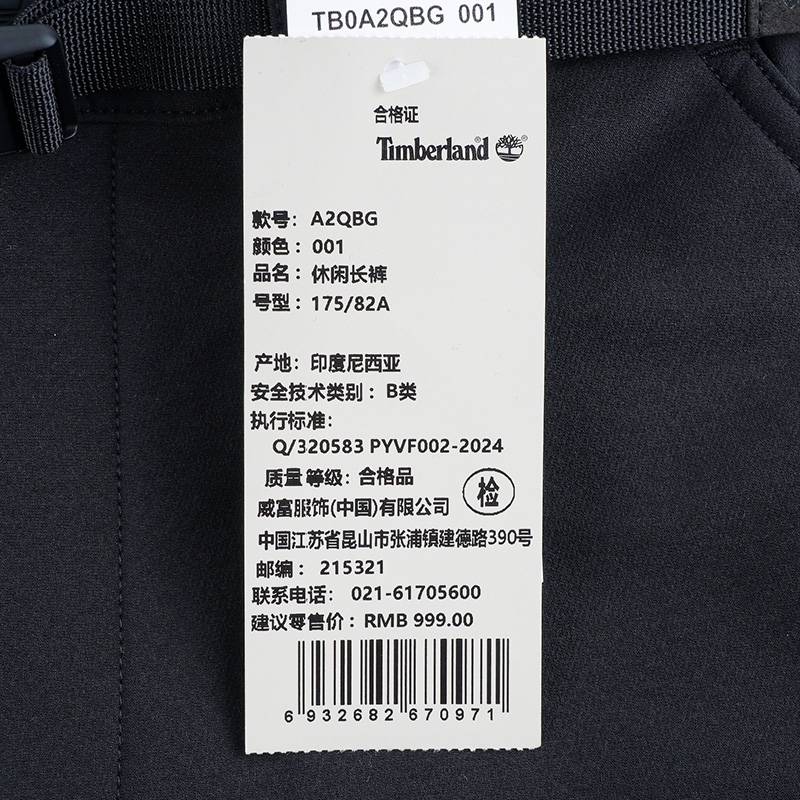 TB0A2QBG 001
合格证
Timberland
款号：A2QBG
颜色：001
品名：休闲长裤
号型：175/82A
产地：印度尼西亚
安全技术类别：B类
执行标准：
Q/320583 PYVF002-2024
质量等级：合格品
检
威富服饰(中国)有限公司
中国江苏省昆山市张浦镇建德路390号
邮编：215321
联系电话：021-61705600
建议零售价：RMB 999.00
6 932682 670971